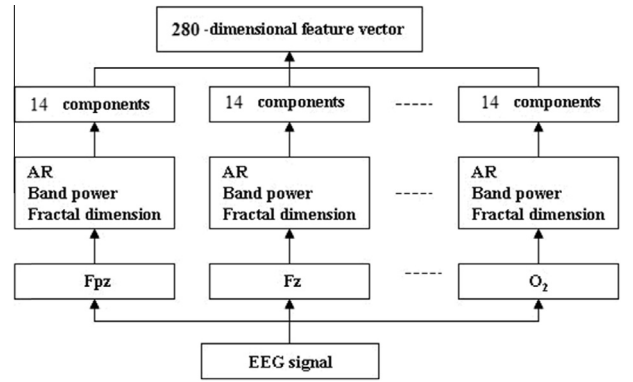 280 -dimensional feature vector
14 components
14 components
14 components
AR
Band power
Fractal dimension
AR
Band power
Fractal dimension
AR
Band power
Fractal dimension
Fpz
Fz
O₂
EEG signal